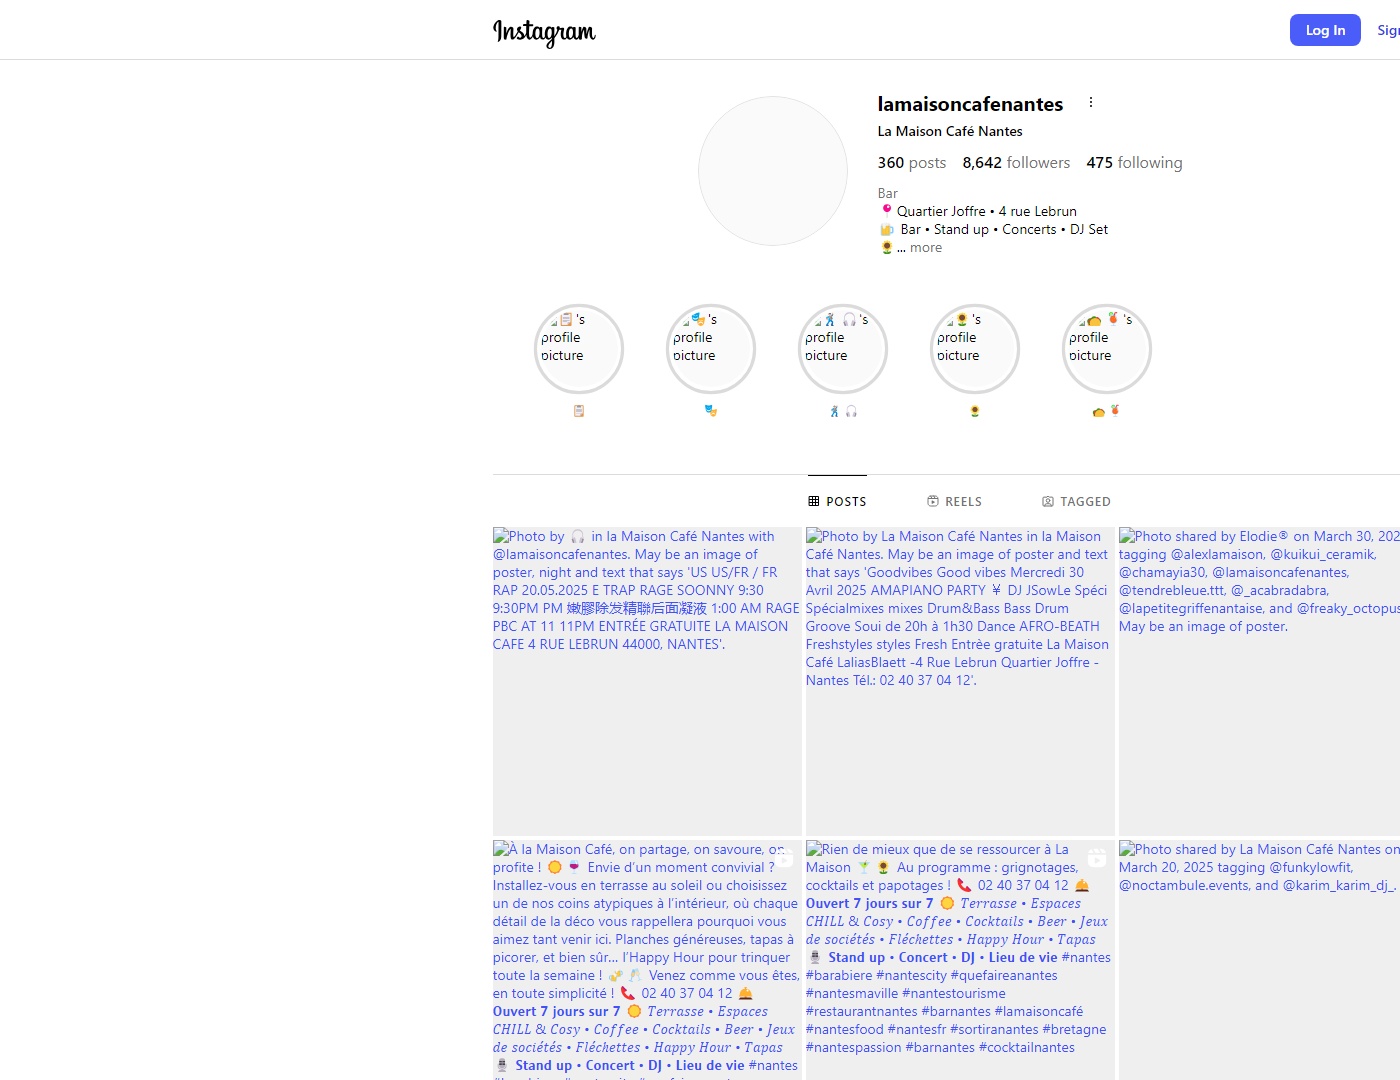 Instagram
Log In
lamaisoncafenantes
La Maison Café Nantes
360 posts 8,642 followers 475 following
Bar
📍Quartier Joffre • 4 rue Lebrun
🍺 Bar • Stand up • Concerts • DJ Set
🌻... more
📋's
profile
picture
🎭's
profile
picture
🕺🎧's
profile
picture
🌻's
profile
picture
🌮🍹's
profile
picture
📋
🎭
🕺🎧
🌻
🌮🍹
POSTS
REELS
TAGGED
Photo by 🎧 in la Maison Café Nantes with
@lamaisoncafenantes. May be an image of
poster, night and text that says 'US US/FR / FR
RAP 20.05.2025 E TRAP RAGE SOONNY 9:30
9:30PM PM 嫩膠除发精聯后面凝液 1:00 AM RAGE
PBC AT 11 11PM ENTRÉE GRATUITE LA MAISON
CAFE 4 RUE LEBRUN 44000, NANTES'.
Photo by La Maison Café Nantes in la Maison
Café Nantes. May be an image of poster and text
that says 'Goodvibes Good vibes Mercredi 30
Avril 2025 AMAPIANO PARTY ¥ DJ JSowLe Spéci
Spécialmixes mixes Drum&Bass Bass Drum
Groove Soui de 20h à 1h30 Dance AFRO-BEATH
Freshstyles styles Fresh Entrèe gratuite La Maison
Café LaliasBlaett -4 Rue Lebrun Quartier Joffre -
Nantes Tél.: 02 40 37 04 12'.
Photo shared by Elodie® on March 30, 202
tagging @alexlamaison, @kuikui_ceramik,
@chamayia30, @lamaisoncafenantes,
@tendrebleue.ttt, @_acabradabra,
@lapetitegriffenantaise, and @freaky_octopus
May be an image of poster.
À la Maison Café, on partage, on savoure, on
profite ! ☀️🍷 Envie d'un moment convivial ?
Installez-vous en terrasse au soleil ou choisissez
un de nos coins atypiques à l'intérieur, où chaque
détail de la déco vous rappellera pourquoi vous
aimez tant venir ici. Planches généreuses, tapas à
picorer, et bien sûr… l'Happy Hour pour trinquer
toute la semaine ! 🥂 Venez comme vous êtes,
en toute simplicité ! 📞 02 40 37 04 12 🛎️
Ouvert 7 jours sur 7 ☀️ Terrasse • Espaces
CHILL & Cosy • Coffee • Cocktails • Beer • Jeux
de sociétés • Fléchettes • Happy Hour • Tapas
🎙️ Stand up • Concert • DJ • Lieu de vie #nantes
Rien de mieux que de se ressourcer à La
Maison 🍸🌻 Au programme : grignotages,
cocktails et papotages ! 📞 02 40 37 04 12 🛎️
Ouvert 7 jours sur 7 ☀️ Terrasse • Espaces
CHILL & Cosy • Coffee • Cocktails • Beer • Jeux
de sociétés • Fléchettes • Happy Hour • Tapas
🎙️ Stand up • Concert • DJ • Lieu de vie #nantes
#barabiere #nantescity #quefaireanantes
#nantesmaville #nantestourisme
#restaurantnantes #barnantes #lamaisoncafé
#nantesfood #nantesfr #sortiranantes #bretagne
#nantespassion #barnantes #cocktailnantes
Photo shared by La Maison Café Nantes on
March 20, 2025 tagging @funkylowfit,
@noctambule.events, and @karim_karim_dj_.